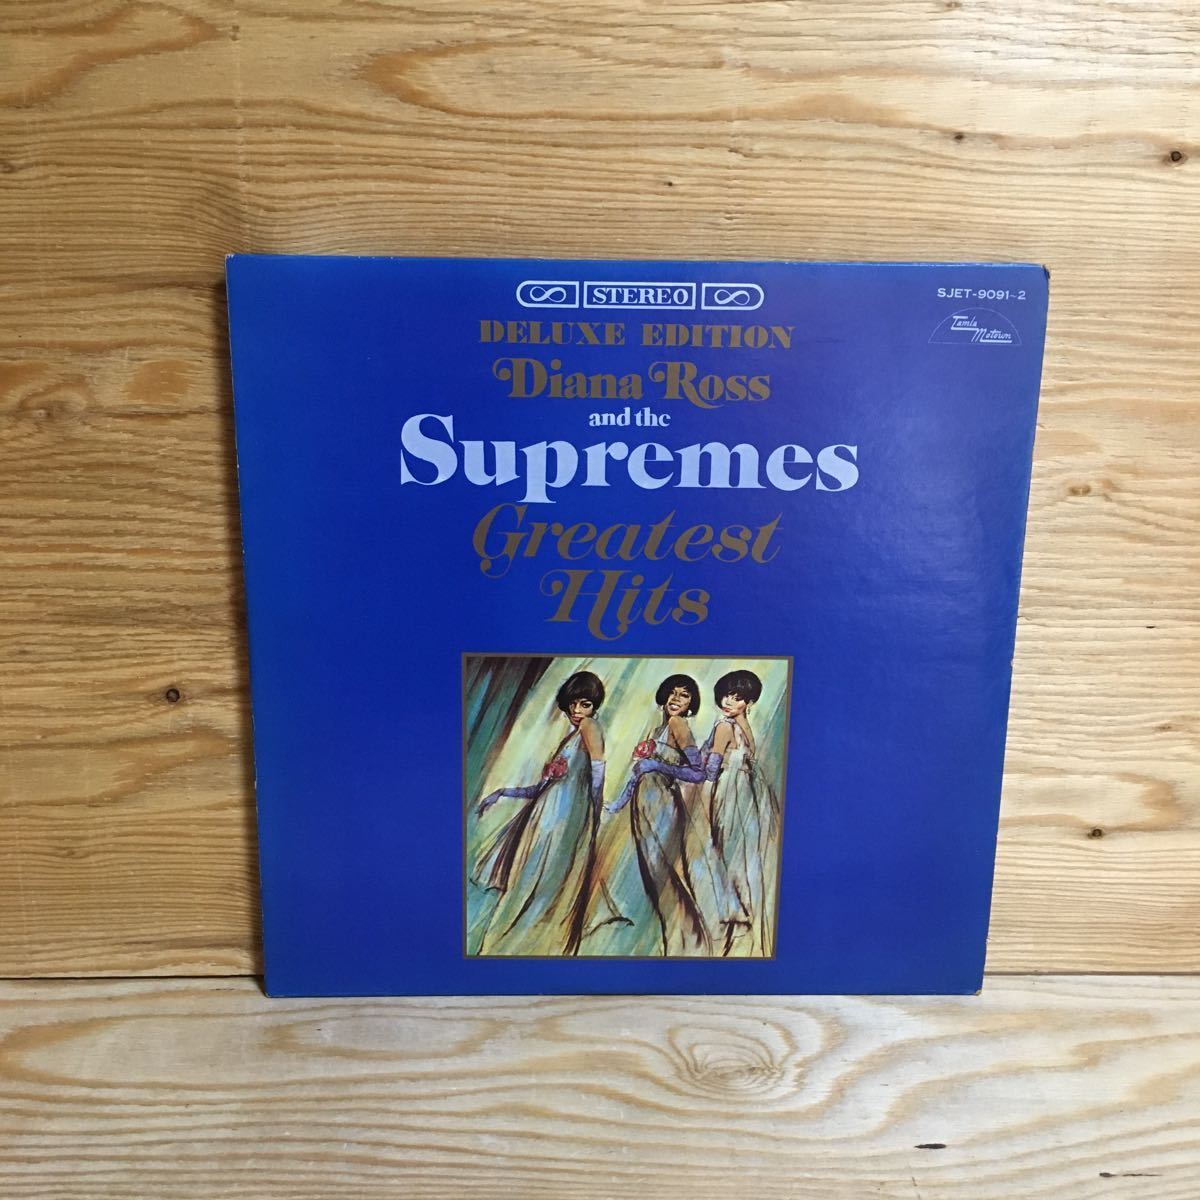 STEREO
SJET-9091~2
Tamla
Motown
DELUXE EDITION
Diana Ross
and the
Supremes
Greatest
Hits